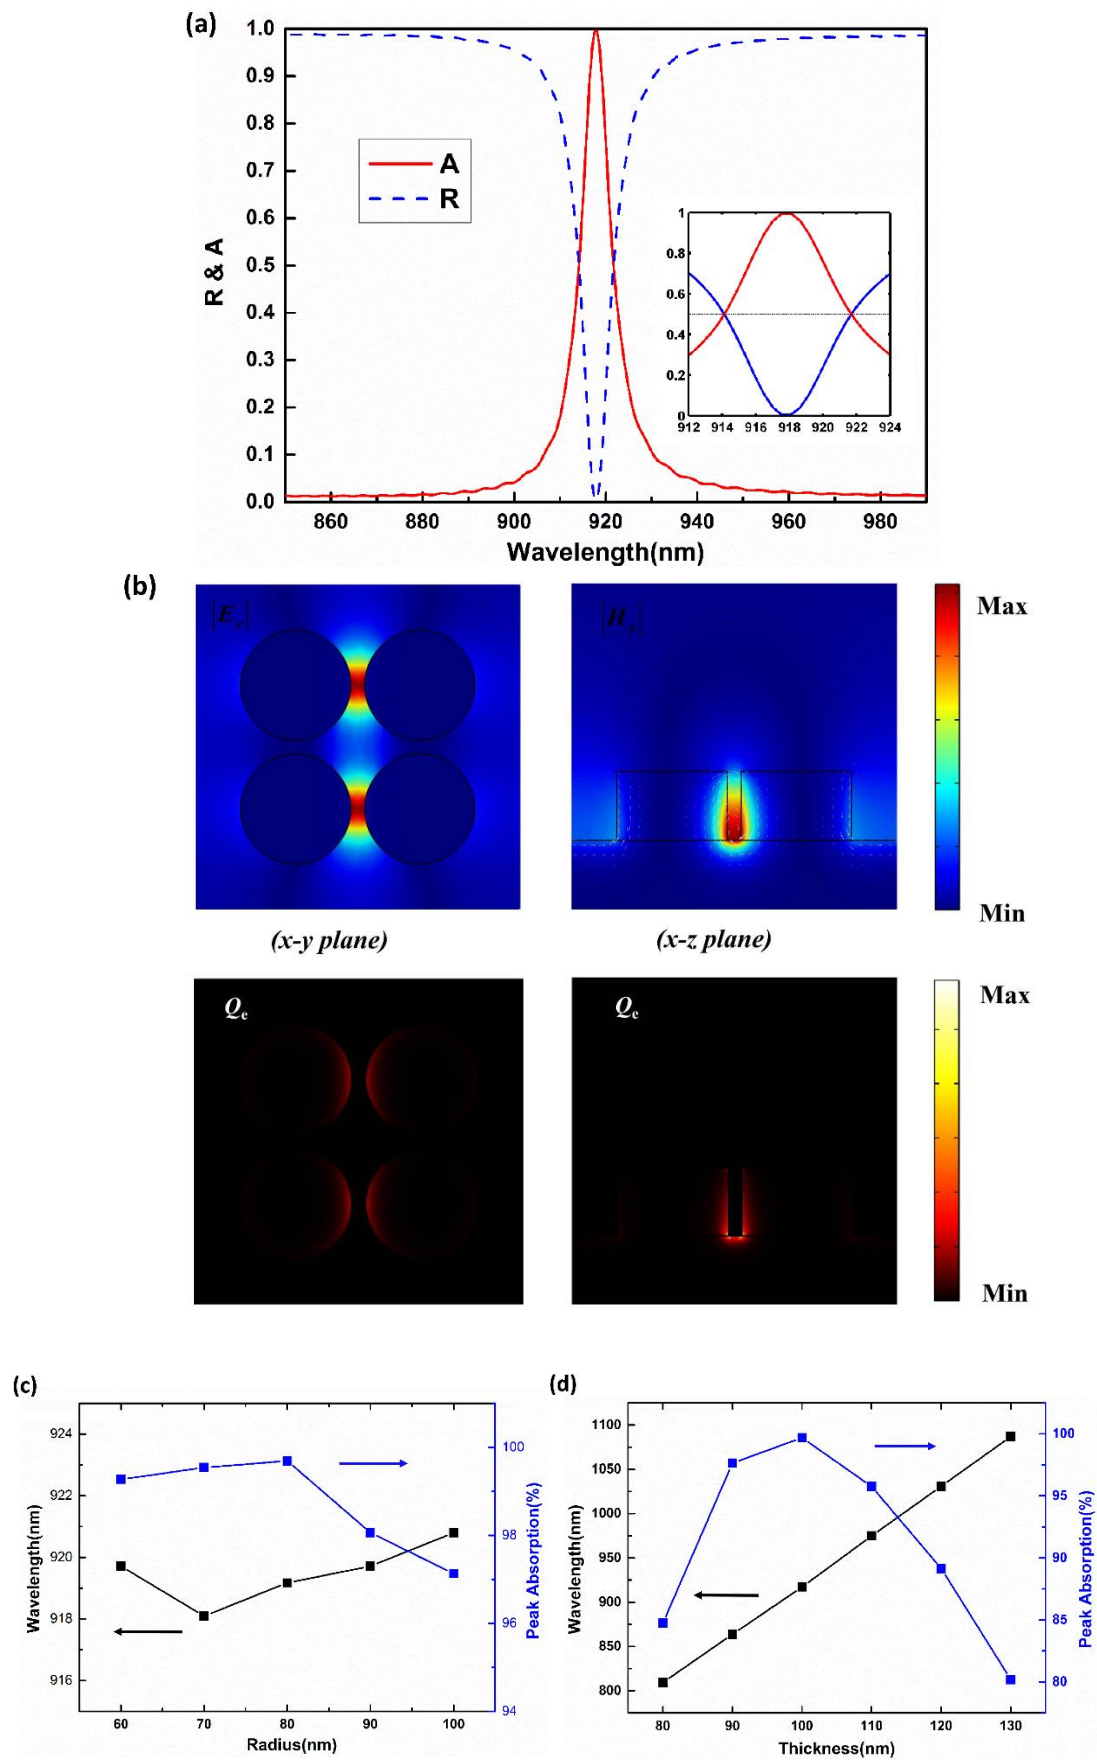 (a)
1.0
0.9
0.8
0.7
0.6
0.5
0.4
0.3
0.2
0.1
0.0
R & A
A
R
1
0.8
0.6
0.4
0.2
0
912 914 916 918 920 922 924
860 880 900 920 940 960 980
Wavelength(nm)
(b)
|E
|H
Max
Min
(x-y plane)
(x-z plane)
Qe
Qe
Max
Min
(c)
924
922
920
918
916
Wavelength(nm)
100
98
96
94
Peak Absorption(%)
60 70 80 90 100
Radius(nm)
(d)
1100
1050
1000
950
900
850
800
Wavelength(nm)
100
95
90
85
80
Peak Absorption(%)
80 90 100 110 120 130
Thickness(nm)